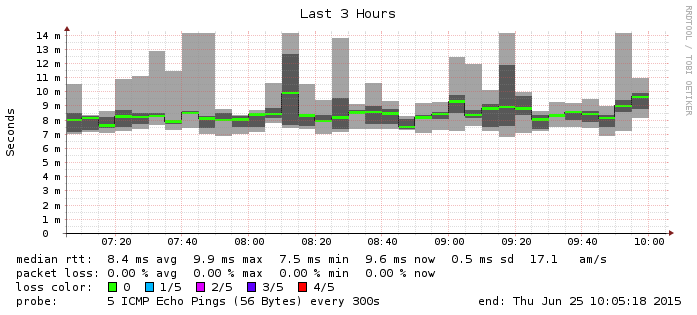 Last 3 Hours
RRDTOOL / TOBI OETIKER
Seconds
14 m
13 m
12 m
11 m
10 m
9 m
8 m
7 m
6 m
5 m
4 m
3 m
2 m
1 m
0
07:20 07:40 08:00 08:20 08:40 09:00 09:20 09:40 10:00
median rtt: 8.4 ms avg 9.9 ms max 7.5 ms min 9.6 ms now 0.5 ms sd 17.1 am/s
packet loss: 0.00 % avg 0.00 % max 0.00 % min 0.00 % now
loss color: 0 1/5 2/5 3/5 4/5
probe: 5 ICMP Echo Pings (56 Bytes) every 300s end: Thu Jun 25 10:05:18 2015